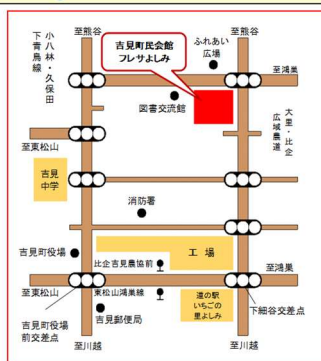 至熊谷
小八林・久保田
下青鳥線
吉見町民会館
フレサよしみ
ふれあい
広場
至熊谷
至鴻巣
図書交流館
大里・比企
広域農道
至東松山
吉見
中学
消防署
吉見町役場
工場
比企吉見農協前
至鴻巣
至東松山
東松山鴻巣線
道の駅
いちごの
里よしみ
下細谷交差点
吉見町役場
前交差点
吉見郵便局
至川越
至川越